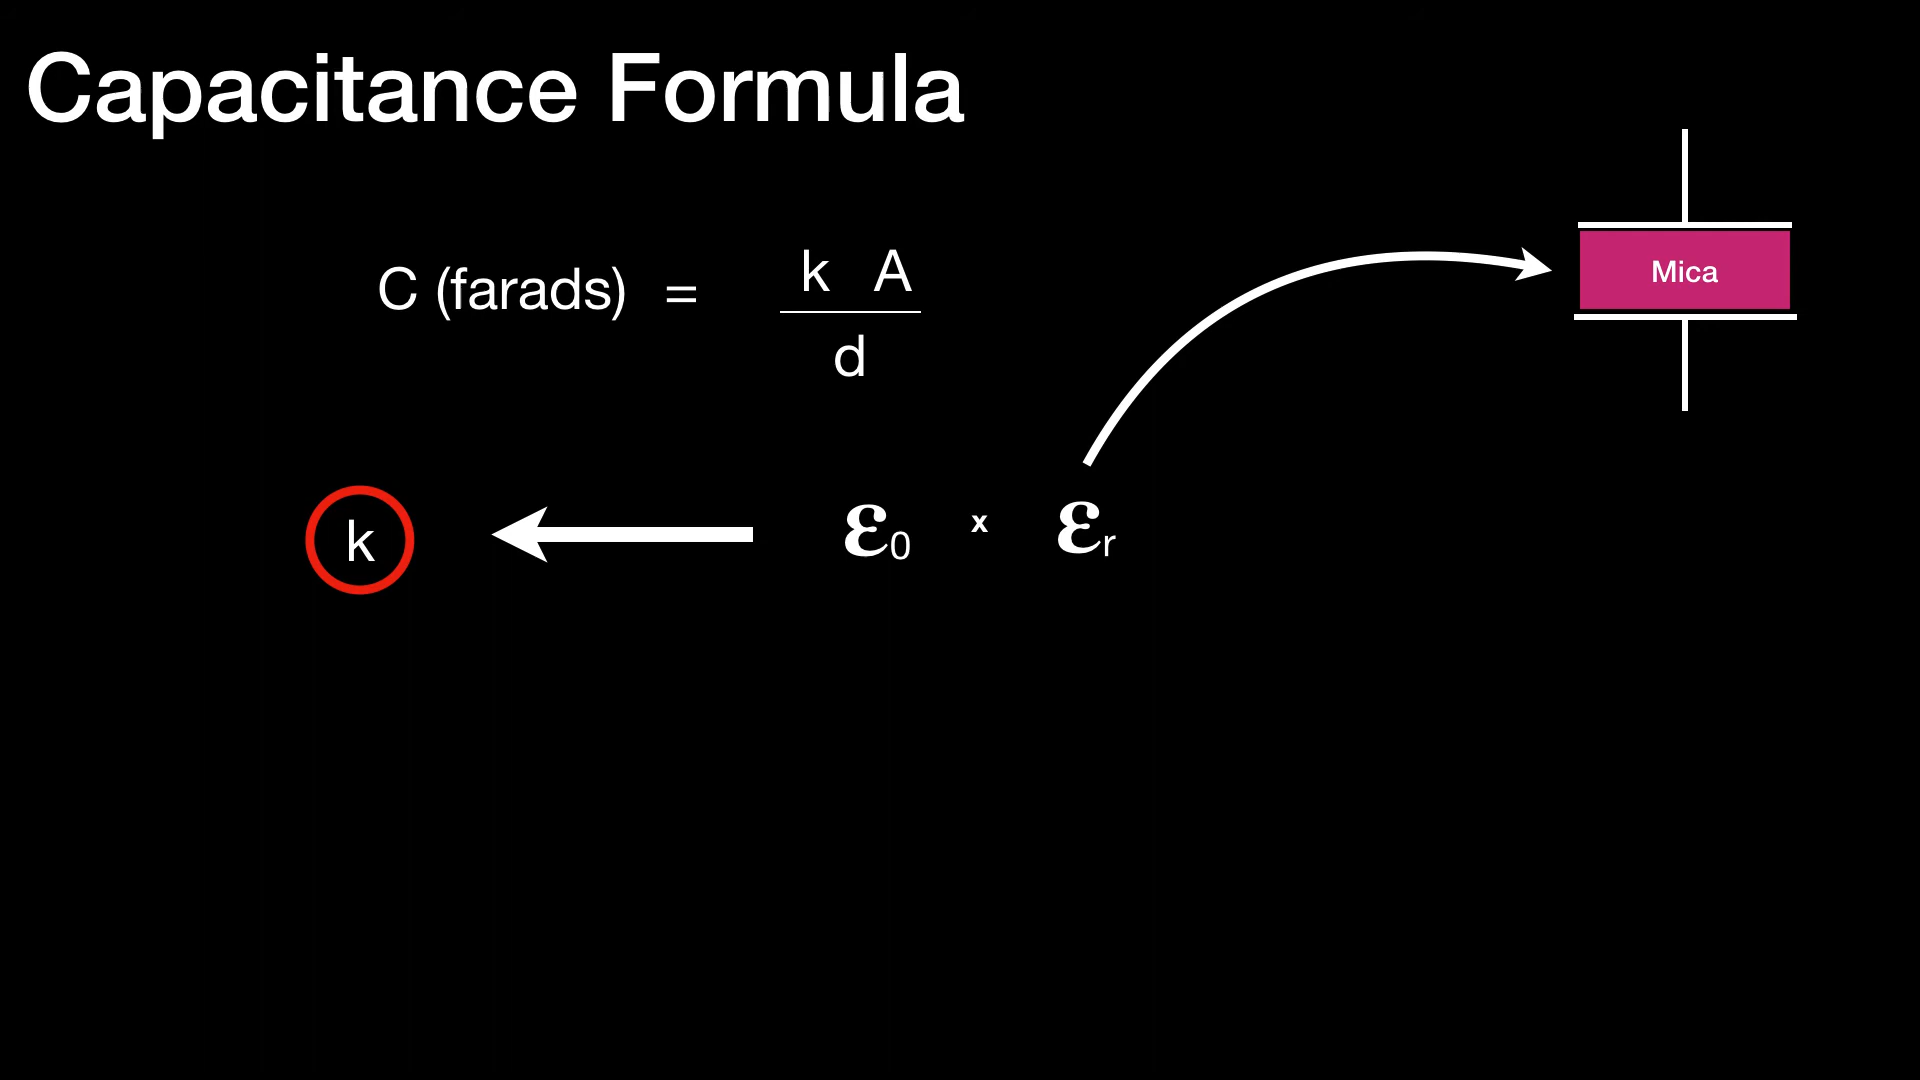 Capacitance Formula
C (farads) = k A
d
Mica
k
ε0 x εr